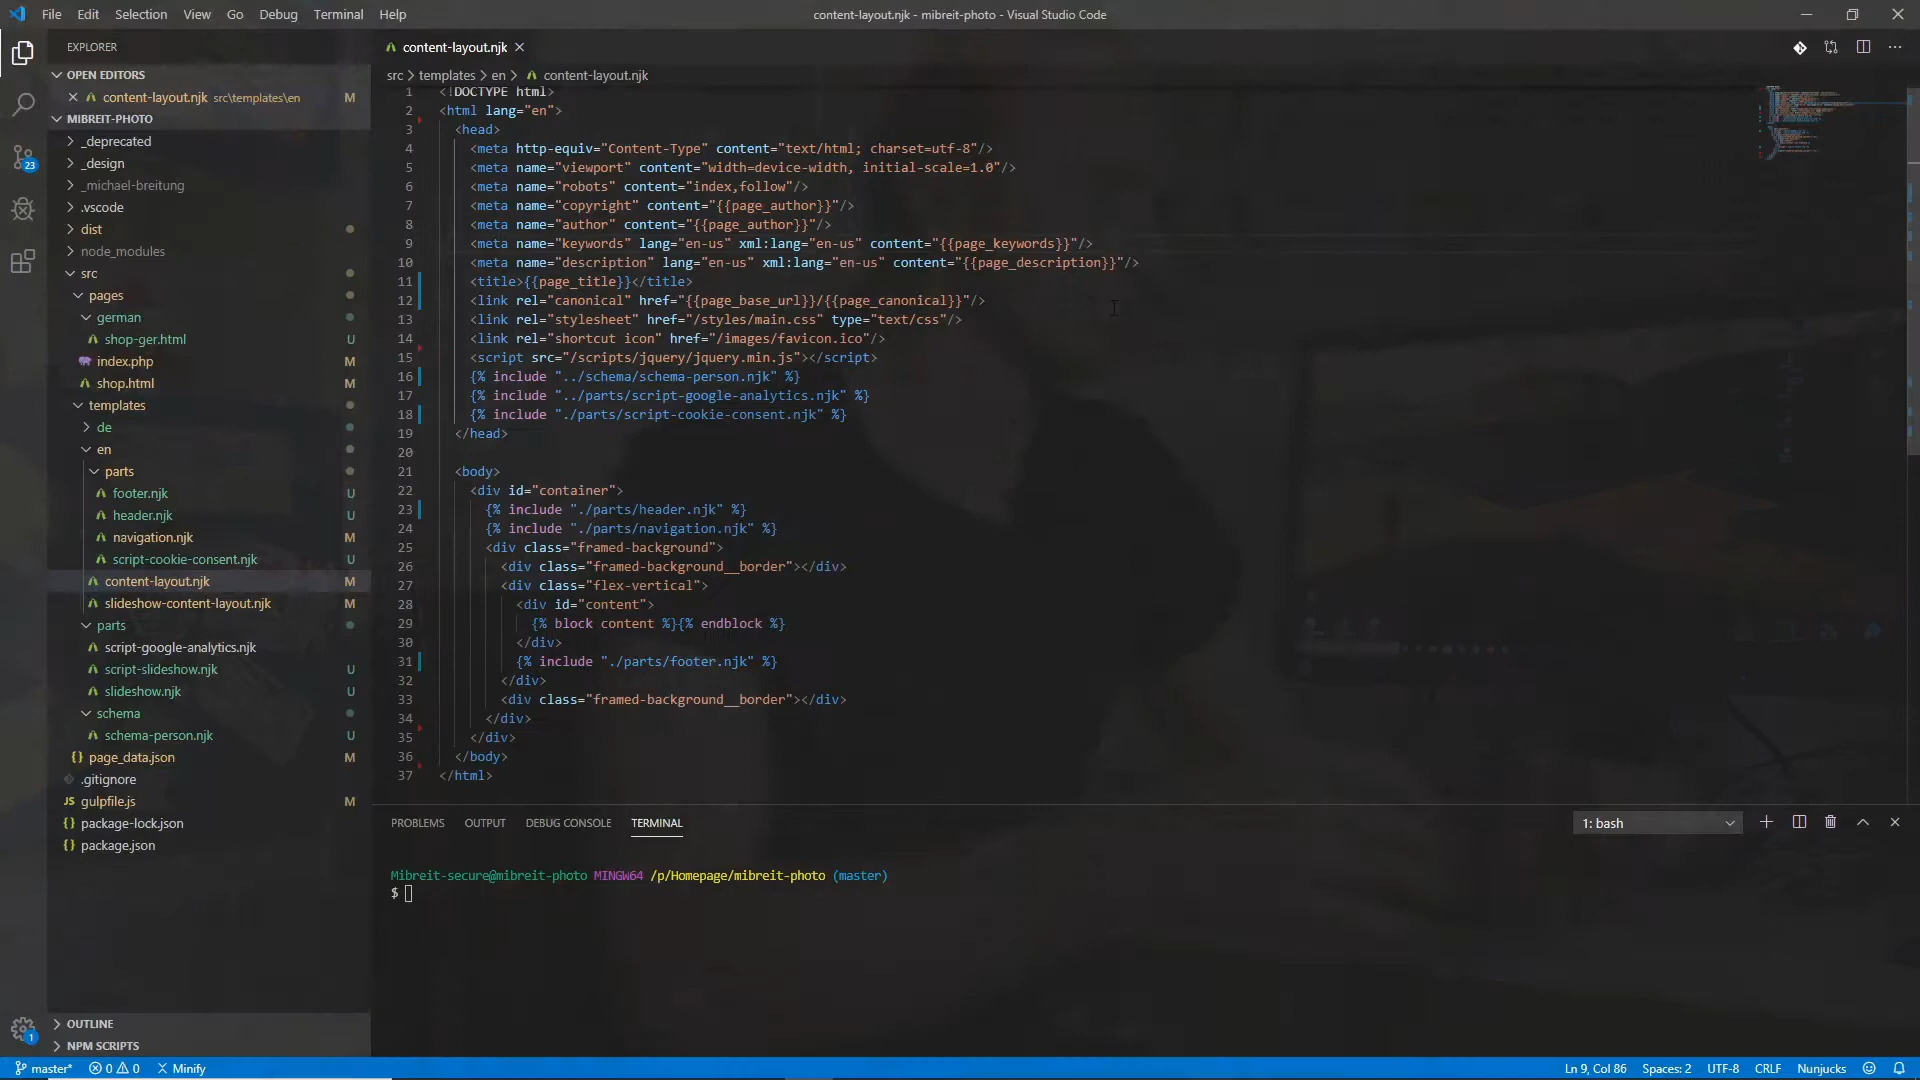 File Edit Selection View Go Debug Terminal Help
content-layout.njk - mibreit-photo - Visual Studio Code
EXPLORER
OPEN EDITORS
content-layout.njk src\templates\en M
MIBREIT-PHOTO
_deprecated
_design
_michael-breitung
.vscode
dist
node_modules
src
pages
german
shop-ger.html U
index.php M
shop.html M
templates
de
en
parts
footer.njk U
header.njk U
navigation.njk M
script-cookie-consent.njk U
content-layout.njk M
slideshow-content-layout.njk M
parts
script-google-analytics.njk
script-slideshow.njk U
slideshow.njk U
schema
schema-person.njk U
page_data.json M
.gitignore
gulpfile.js M
package-lock.json
package.json
OUTLINE
NPM SCRIPTS
23
1
content-layout.njk
src > templates > en > content-layout.njk
1 <!DOCTYPE html>
2 <html lang="en">
3 <head>
4 <meta http-equiv="Content-Type" content="text/html; charset=utf-8"/>
5 <meta name="viewport" content="width=device-width, initial-scale=1.0"/>
6 <meta name="robots" content="index,follow"/>
7 <meta name="copyright" content="{{page_author}}"/>
8 <meta name="author" content="{{page_author}}"/>
9 <meta name="keywords" lang="en-us" xml:lang="en-us" content="{{page_keywords}}"/>
10 <meta name="description" lang="en-us" xml:lang="en-us" content="{{page_description}}"/>
11 <title>{{page_title}}</title>
12 <link rel="canonical" href="{{page_base_url}}/{{page_canonical}}"/>
13 <link rel="stylesheet" href="/styles/main.css" type="text/css"/>
14 <link rel="shortcut icon" href="/images/favicon.ico"/>
15 <script src="/scripts/jquery/jquery.min.js"></script>
16 {% include "../schema/schema-person.njk" %}
17 {% include "../parts/script-google-analytics.njk" %}
18 {% include "./parts/script-cookie-consent.njk" %}
19 </head>
20
21 <body>
22 <div id="container">
23 {% include "./parts/header.njk" %}
24 {% include "./parts/navigation.njk" %}
25 <div class="framed-background">
26 <div class="framed-background__border"></div>
27 <div class="flex-vertical">
28 <div id="content">
29 {% block content %}{% endblock %}
30 </div>
31 {% include "./parts/footer.njk" %}
32 </div>
33 <div class="framed-background__border"></div>
34 </div>
35 </div>
36 </body>
37 </html>
PROBLEMS OUTPUT DEBUG CONSOLE TERMINAL
1: bash
Mibreit-secure@mibreit-photo MINGW64 /p/Homepage/mibreit-photo (master)
$
master* 0 0 Minify
Ln 9, Col 86 Spaces: 2 UTF-8 CRLF Nunjucks